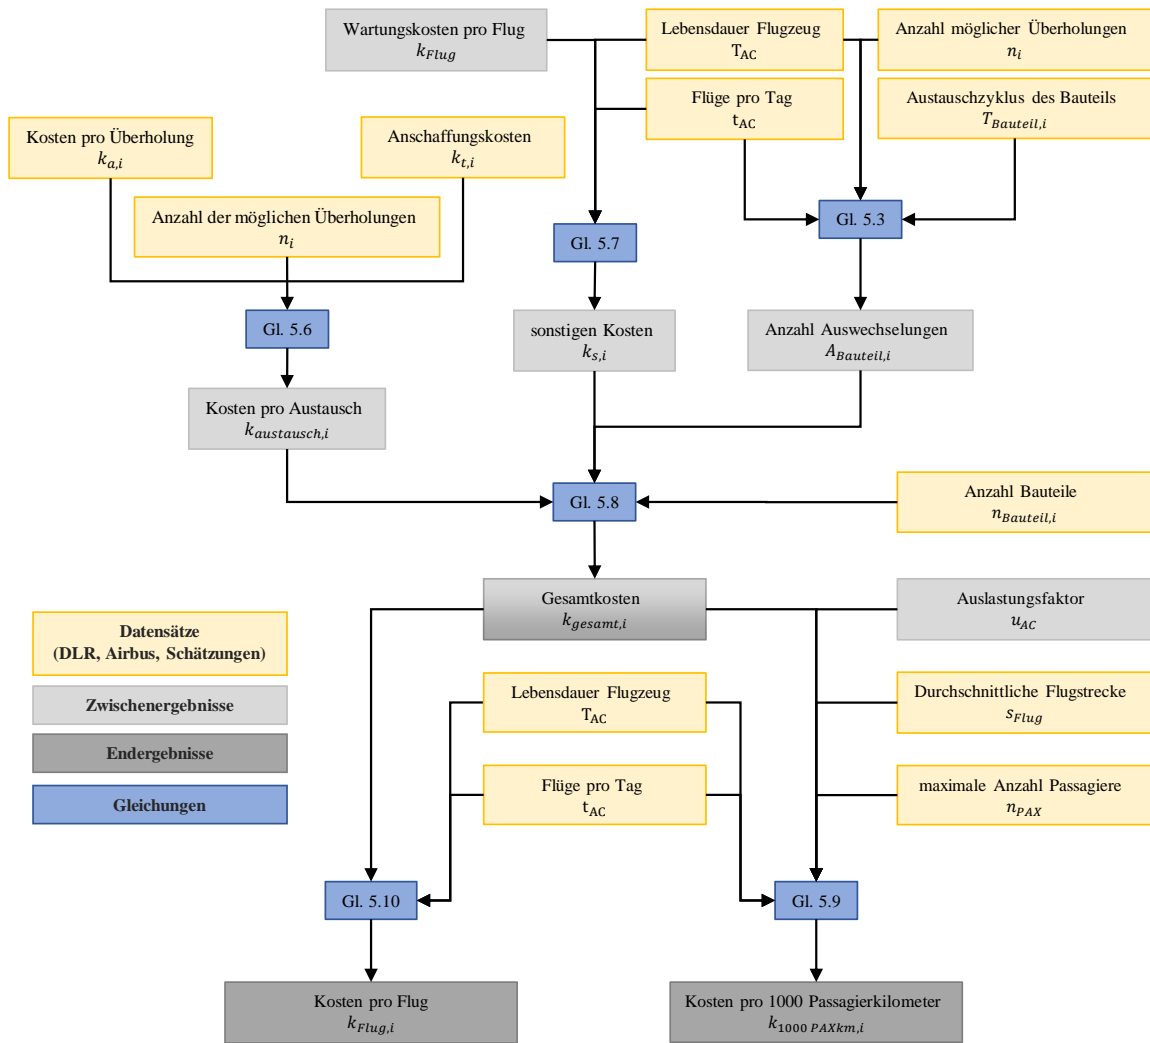 Wartungskosten pro Flug
k_Flug
Lebensdauer Flugzeug
T_AC
Anzahl möglicher Überholungen
n_i
Flüge pro Tag
t_AC
Austauschzyklus des Bauteils
T_Bauteil,i
Kosten pro Überholung
k_a,i
Anschaffungskosten
k_t,i
Anzahl der möglichen Überholungen
n_i
Gl. 5.7
Gl. 5.3
Gl. 5.6
sonstigen Kosten
k_s,i
Anzahl Auswechselungen
A_Bauteil,i
Kosten pro Austausch
k_austausch,i
Gl. 5.8
Anzahl Bauteile
n_Bauteil,i
Gesamtkosten
k_gesamt,i
Auslastungsfaktor
u_AC
Datensätze
(DLR, Airbus, Schätzungen)
Zwischenergebnisse
Endergebnisse
Gleichungen
Lebensdauer Flugzeug
T_AC
Durchschnittliche Flugstrecke
s_Flug
Flüge pro Tag
t_AC
maximale Anzahl Passagiere
n_PAX
Gl. 5.10
Gl. 5.9
Kosten pro Flug
k_Flug,i
Kosten pro 1000 Passagierkilometer
k_1000 PAXkm,i